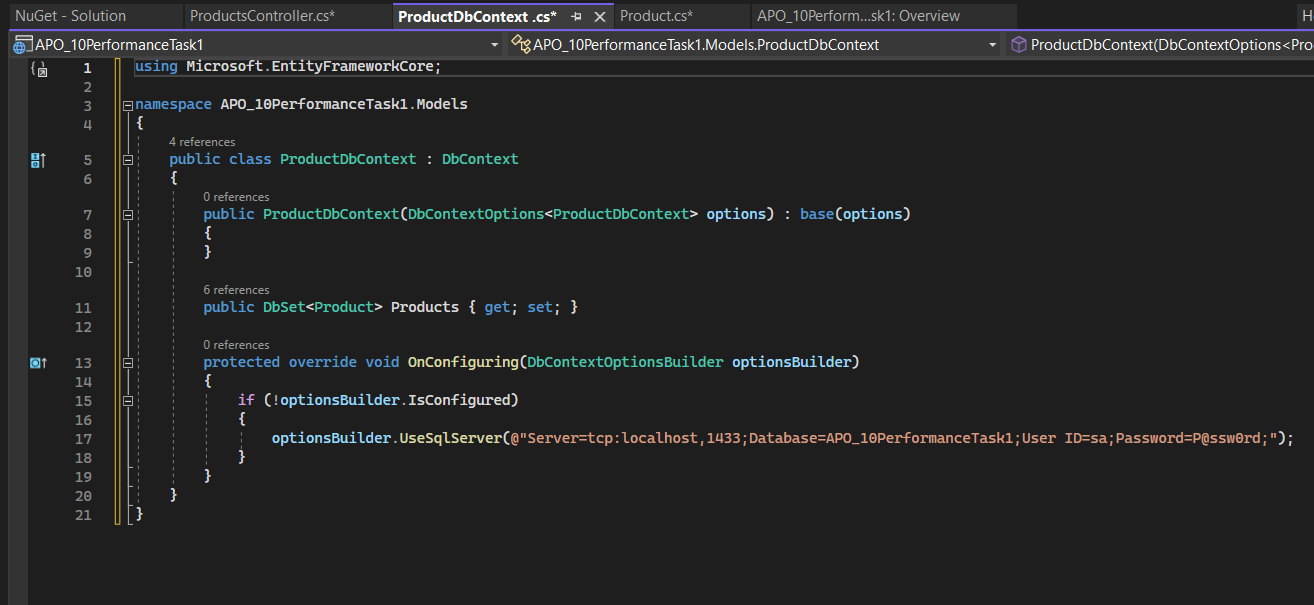 NuGet - Solution ProductsController.cs* ProductDbContext .cs* Product.cs* APO_10Perform...sk1: Overview H
APO_10PerformanceTask1 APO_10PerformanceTask1.Models.ProductDbContext ProductDbContext(DbContextOptions<Pro
1 using Microsoft.EntityFrameworkCore;
2
3 namespace APO_10PerformanceTask1.Models
4 {
4 references
5 public class ProductDbContext : DbContext
6 {
0 references
7 public ProductDbContext(DbContextOptions<ProductDbContext> options) : base(options)
8 {
9 }
10
6 references
11 public DbSet<Product> Products { get; set; }
12
0 references
13 protected override void OnConfiguring(DbContextOptionsBuilder optionsBuilder)
14 {
15 if (!optionsBuilder.IsConfigured)
16 {
17 optionsBuilder.UseSqlServer(@"Server=tcp:localhost,1433;Database=APO_10PerformanceTask1;User ID=sa;Password=P@ssw0rd;");
18 }
19 }
20 }
21 }